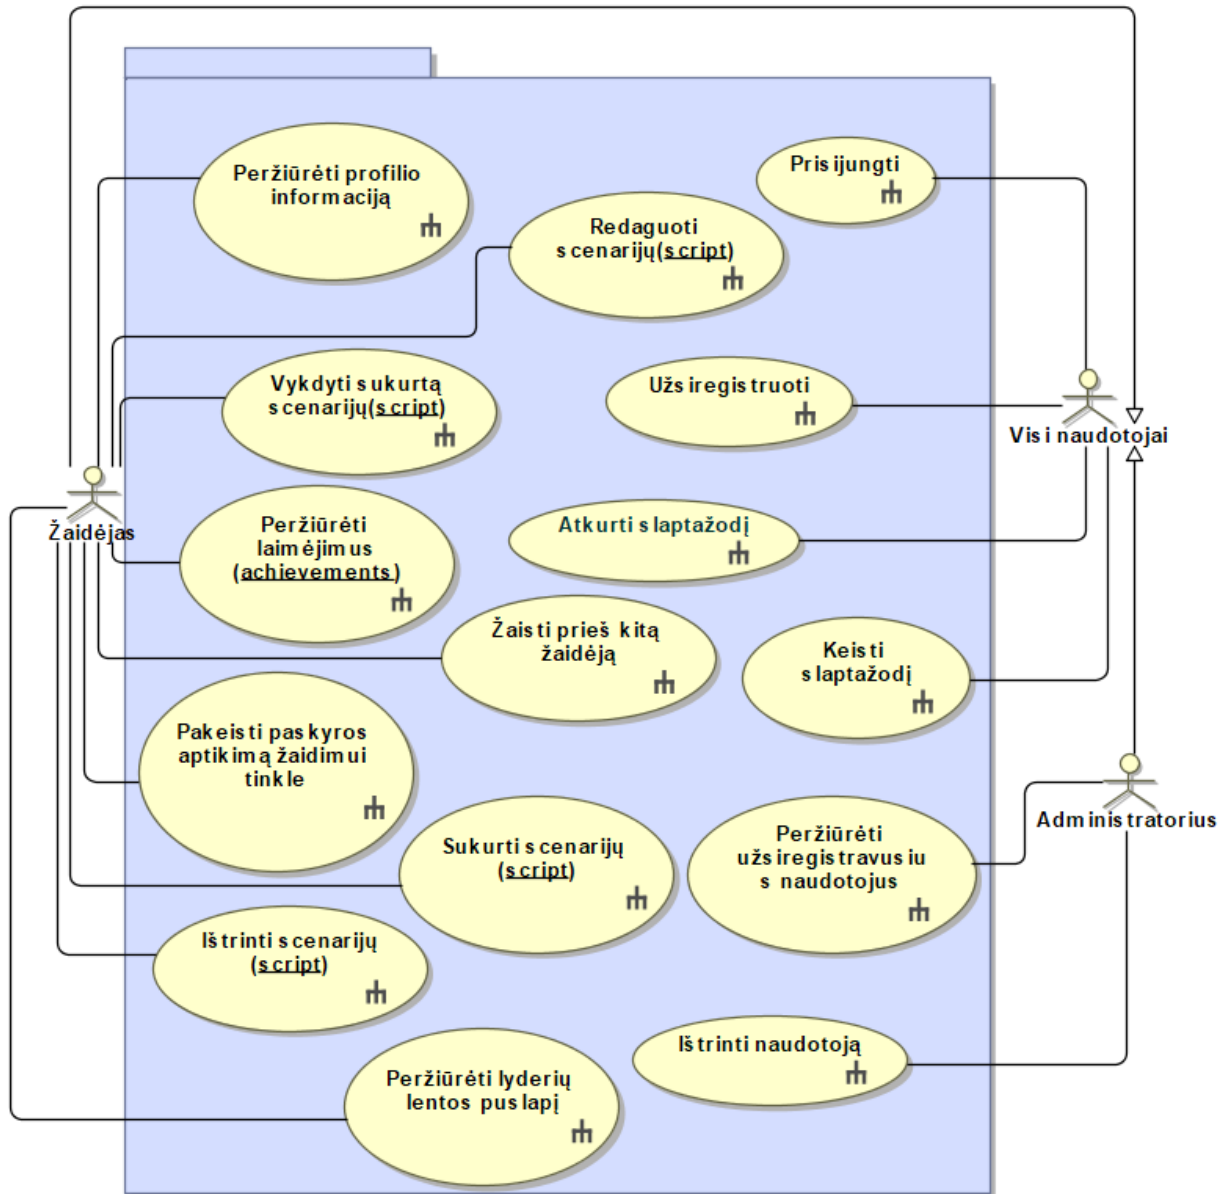 Peržiūrėti profilio
informaciją
Prisijungti
Redaguoti
scenarijų(script)
Vykdyti sukurtą
scenarijų(script)
Užsiregistruoti
Visi naudotojai
Žaidėjas
Peržiūrėti
laimėjimus
(achievements)
Atkurti slaptažodį
Žaisti prieš kitą
žaidėją
Keisti
slaptažodį
Pakeisti paskyros
aptikimą žaidimui
tinkle
Administratorius
Sukurti scenarijų
(script)
Peržiūrėti
užsiregistravusiu
s naudotojus
Ištrinti scenarijų
(script)
Ištrinti naudotoją
Peržiūrėti lyderių
lentos puslapį